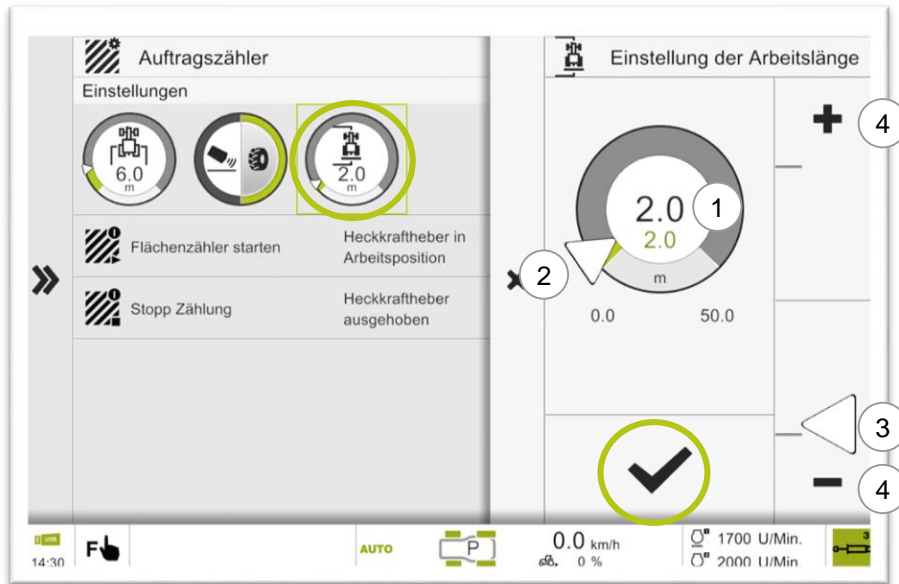 Auftragszähler
Einstellungen
6.0
m
2.0
m
Flächenzähler starten
Heckkraftheber in
Arbeitsposition
Stopp Zählung
Heckkraftheber
ausgehoben
Einstellung der Arbeitslänge
2.0
2.0
m
0.0 50.0
1
2
3
4
4
USB
14:30
F
AUTO
P
0.0 km/h
0 %
1700 U/Min.
2000 U/Min.
3